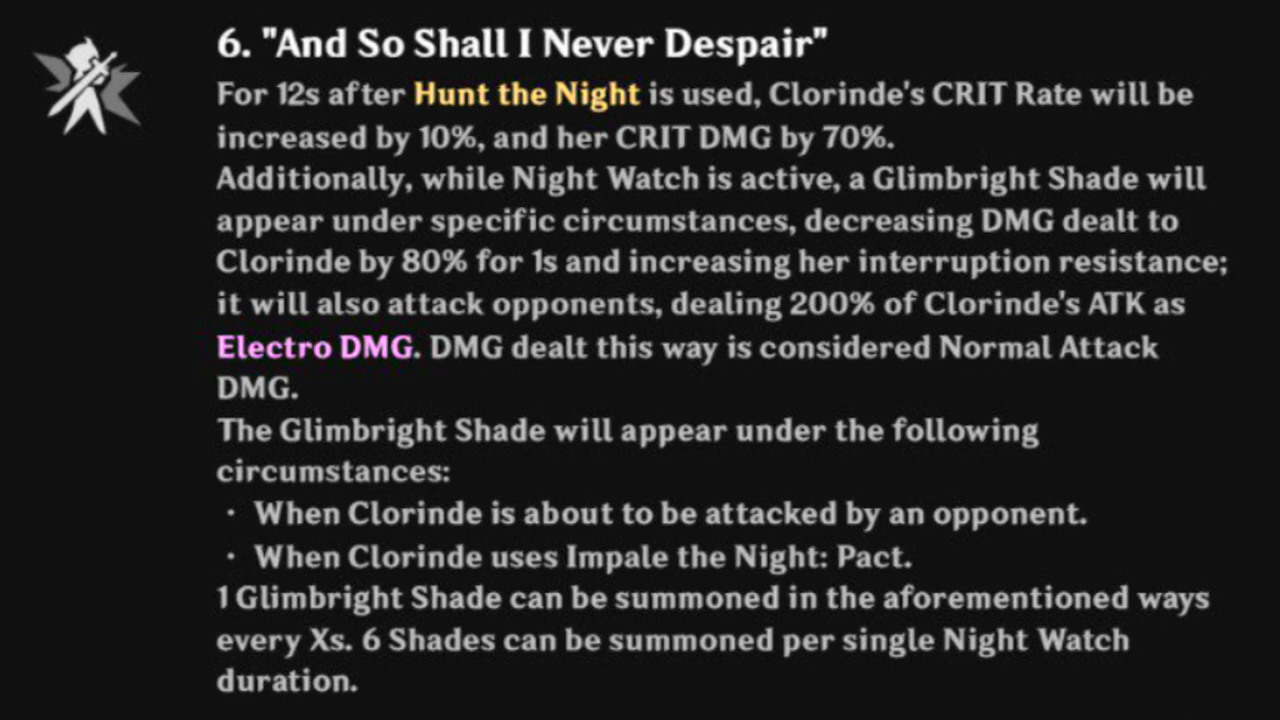 6. "And So Shall I Never Despair"
For 12s after Hunt the Night is used, Clorinde's CRIT Rate will be
increased by 10%, and her CRIT DMG by 70%.
Additionally, while Night Watch is active, a Glimbright Shade will
appear under specific circumstances, decreasing DMG dealt to
Clorinde by 80% for 1s and increasing her interruption resistance;
it will also attack opponents, dealing 200% of Clorinde's ATK as
Electro DMG. DMG dealt this way is considered Normal Attack
DMG.
The Glimbright Shade will appear under the following
circumstances:
· When Clorinde is about to be attacked by an opponent.
· When Clorinde uses Impale the Night: Pact.
1 Glimbright Shade can be summoned in the aforementioned ways
every Xs. 6 Shades can be summoned per single Night Watch
duration.